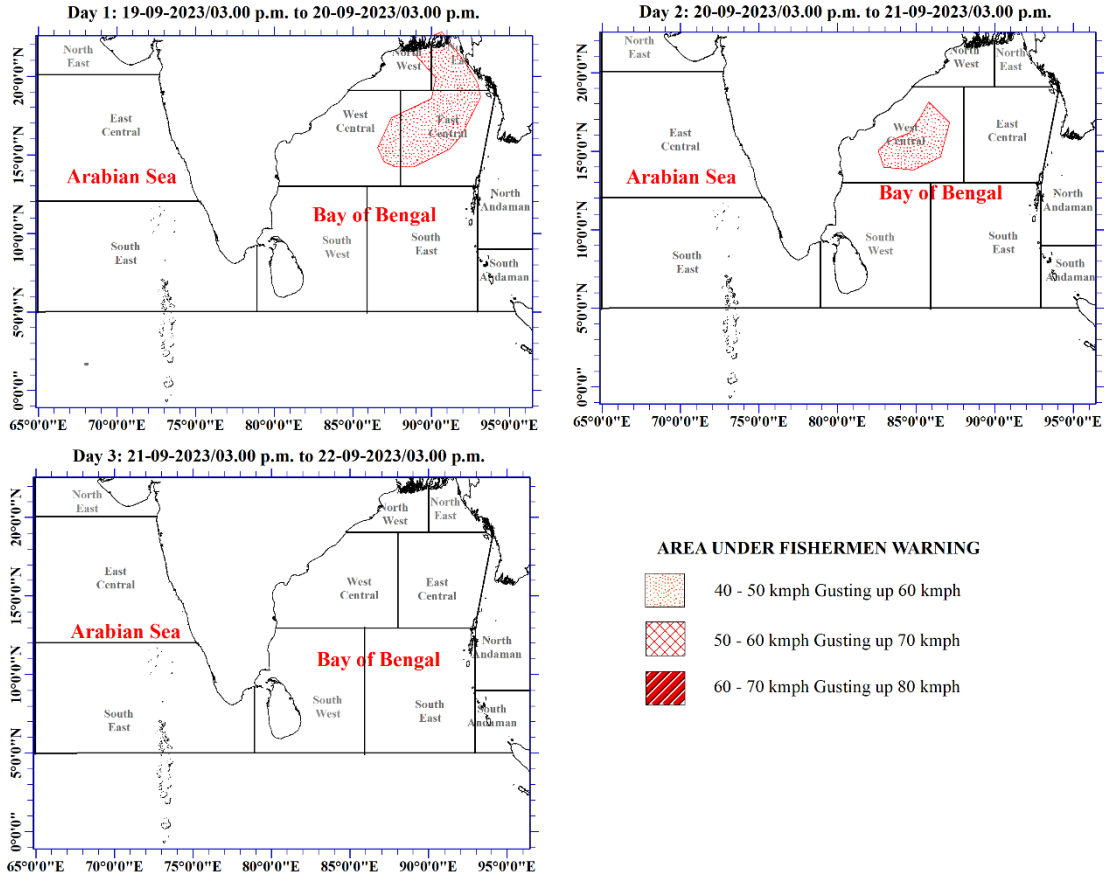 Day 1: 19-09-2023/03.00 p.m. to 20-09-2023/03.00 p.m.
North
East
North
West
East
Central
West
Central
East
Central
Arabian Sea
Bay of Bengal
North
Andaman
South
East
South
West
South
East
South
Andaman
20°0'0"N
15°0'0"N
10°0'0"N
5°0'0"N
0°0'0"
65°0'0"E 70°0'0"E 75°0'0"E 80°0'0"E 85°0'0"E 90°0'0"E 95°0'0"E
Day 2: 20-09-2023/03.00 p.m. to 21-09-2023/03.00 p.m.
North
East
North
West
North
East
East
Central
West
Central
East
Central
Arabian Sea
Bay of Bengal
North
Andaman
South
East
South
West
South
East
South
Andaman
20°0'0"N
15°0'0"N
10°0'0"N
5°0'0"N
0°0'0"
65°0'0"E 70°0'0"E 75°0'0"E 80°0'0"E 85°0'0"E 90°0'0"E 95°0'0"E
Day 3: 21-09-2023/03.00 p.m. to 22-09-2023/03.00 p.m.
North
East
North
West
North
East
East
Central
West
Central
East
Central
Arabian Sea
Bay of Bengal
North
Andaman
South
East
South
West
South
East
South
Andaman
20°0'0"N
15°0'0"N
10°0'0"N
5°0'0"N
0°0'0"
65°0'0"E 70°0'0"E 75°0'0"E 80°0'0"E 85°0'0"E 90°0'0"E 95°0'0"E
AREA UNDER FISHERMEN WARNING
40 - 50 kmph Gusting up 60 kmph
50 - 60 kmph Gusting up 70 kmph
60 - 70 kmph Gusting up 80 kmph